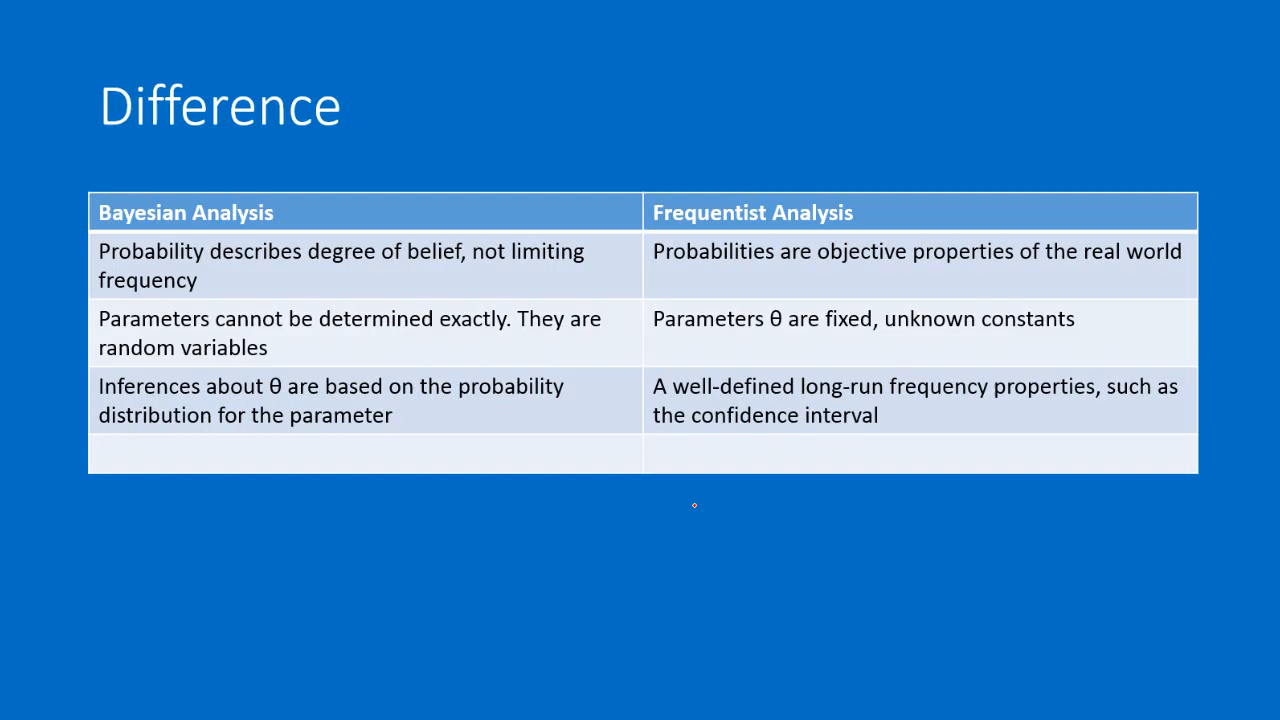 Difference
Bayesian Analysis
Frequentist Analysis
Probability describes degree of belief, not limiting
frequency
Probabilities are objective properties of the real world
Parameters cannot be determined exactly. They are
random variables
Parameters θ are fixed, unknown constants
Inferences about θ are based on the probability
distribution for the parameter
A well-defined long-run frequency properties, such as
the confidence interval